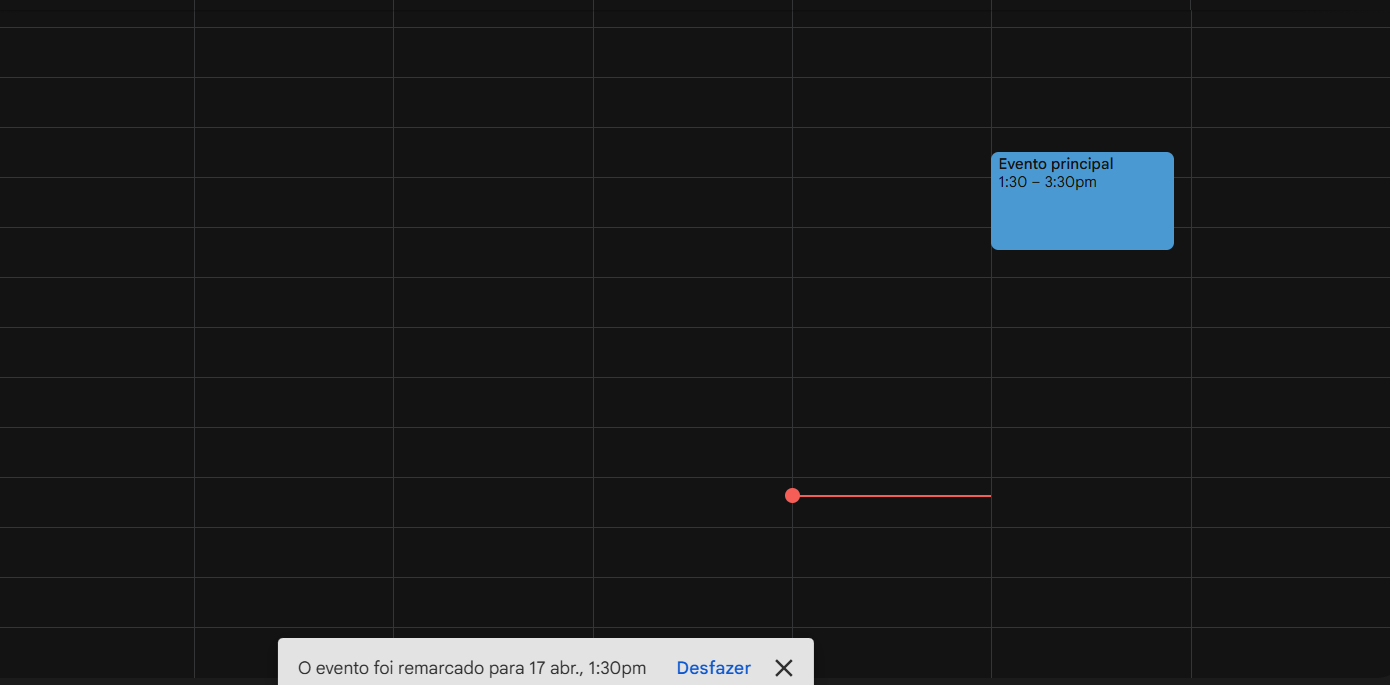 Evento principal
1:30 – 3:30pm
O evento foi remarcado para 17 abr., 1:30pm
Desfazer